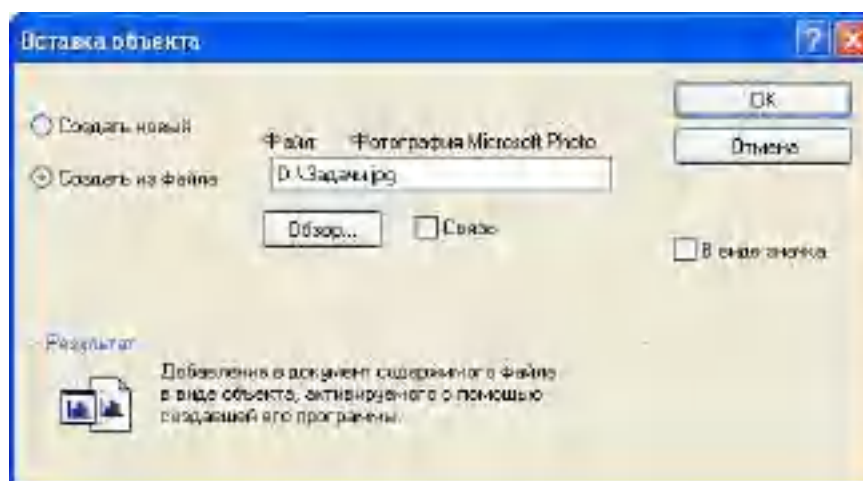 Вставка объекта
Создать новый
Файл: Фотография Microsoft Photo
Создать из файла
D:\Задачи.jpg
Обзор...
Связь
ОК
Отмена
В виде значка
Результат
Добавление в документ содержимого файла
в виде объекта, активируемого с помощью
создавшей его программы.